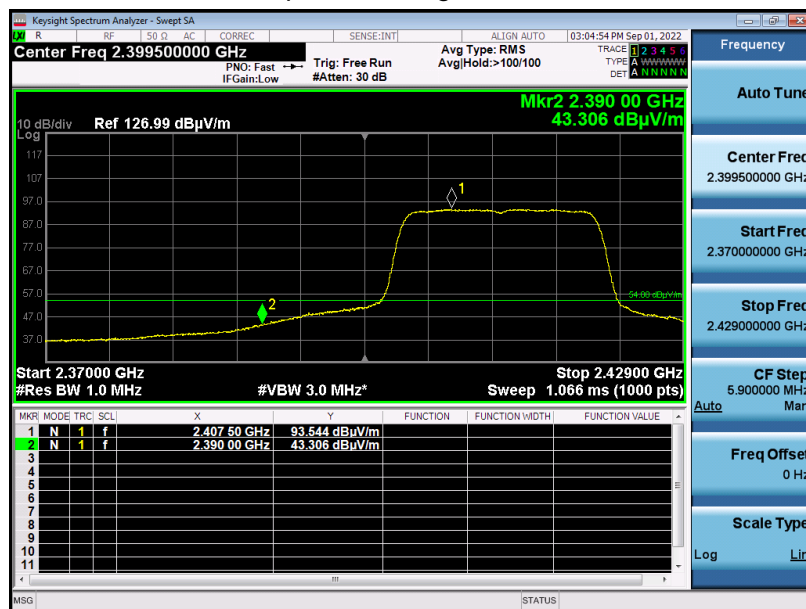 Keysight Spectrum Analyzer - Swept SA
LXI R RF 50 Ω AC CORREC SENSE:INT ALIGN AUTO 03:04:54 PM Sep 01, 2022
Center Freq 2.399500000 GHz
PNO: Fast
IFGain:Low
Trig: Free Run
#Atten: 30 dB
Avg Type: RMS
Avg|Hold:>100/100
TRACE 1 2 3 4 5 6
TYPE A WWWWW
DET A N N N N N
Mkr2 2.390 00 GHz
43.306 dBµV/m
10 dB/div Ref 126.99 dBµV/m
Log
117
107
97.0
87.0
77.0
67.0
57.0
47.0
37.0
1
2
54.00 dBµV/m
Start 2.37000 GHz Stop 2.42900 GHz
#Res BW 1.0 MHz #VBW 3.0 MHz* Sweep 1.066 ms (1000 pts)
MKR MODE TRC SCL X Y FUNCTION FUNCTION WIDTH FUNCTION VALUE
1 N 1 f 2.407 50 GHz 93.544 dBµV/m
2 N 1 f 2.390 00 GHz 43.306 dBµV/m
3
4
5
6
7
8
9
10
11
MSG STATUS
Frequency
Auto Tune
Center Freq
2.399500000 GHz
Start Freq
2.370000000 GHz
Stop Freq
2.429000000 GHz
CF Step
5.900000 MHz
Auto Man
Freq Offset
0 Hz
Scale Type
Log Lin